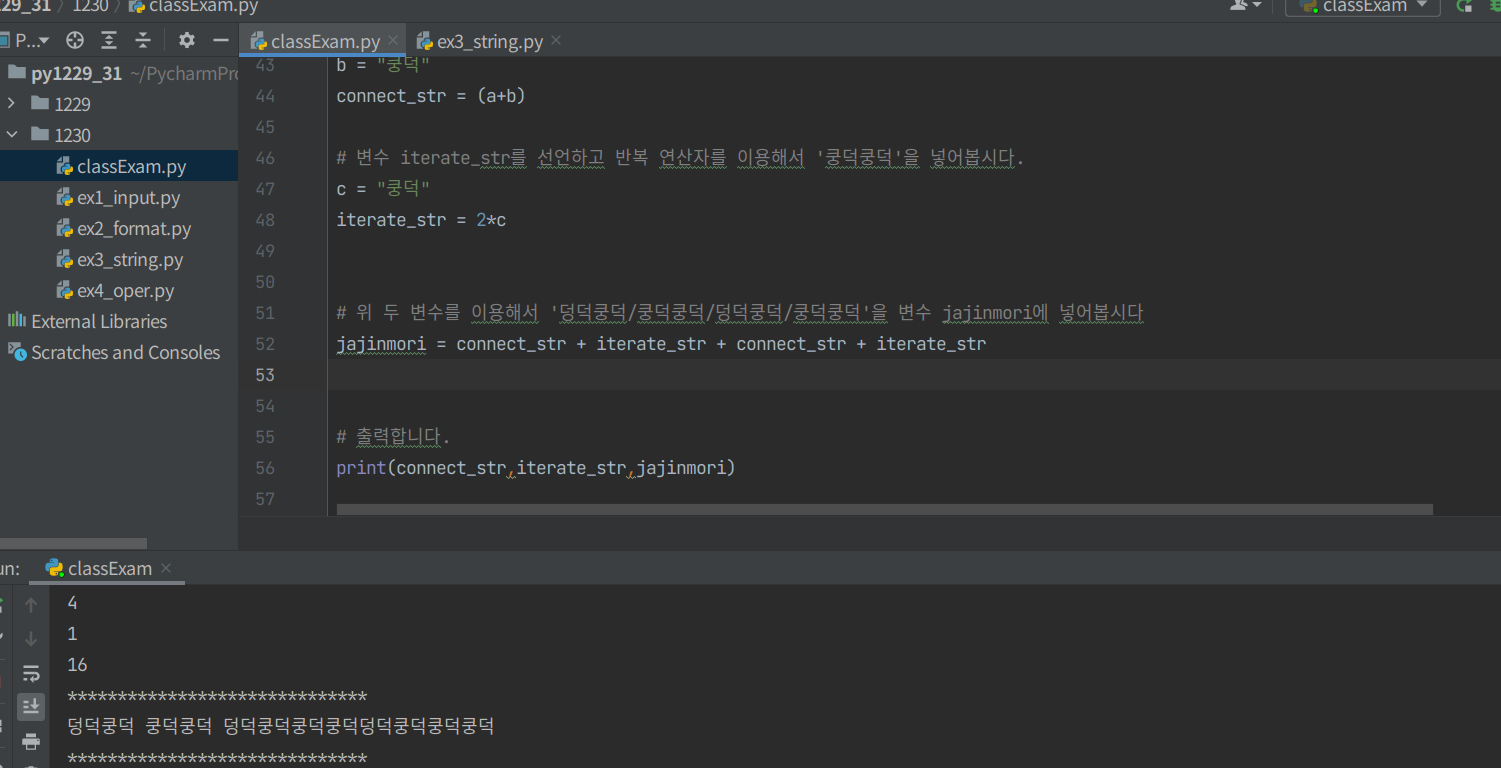 29_31 〉 1230 〉 classExam.py
classExam
P...
classExam.py
ex3_string.py
py1229_31 ~/PycharmPro
1229
1230
classExam.py
ex1_input.py
ex2_format.py
ex3_string.py
ex4_oper.py
External Libraries
Scratches and Consoles
43 b = "쿵덕"
44 connect_str = (a+b)
45
46 # 변수 iterate_str를 선언하고 반복 연산자를 이용해서 '쿵덕쿵덕'을 넣어봅시다.
47 c = "쿵덕"
48 iterate_str = 2*c
49
50
51 # 위 두 변수를 이용해서 '덩덕쿵덕/쿵덕쿵덕/덩덕쿵덕/쿵덕쿵덕'을 변수 jajinmori에 넣어봅시다
52 jajinmori = connect_str + iterate_str + connect_str + iterate_str
53
54
55 # 출력합니다.
56 print(connect_str,iterate_str,jajinmori)
57
un: classExam
4
1
16
******************************
덩덕쿵덕 쿵덕쿵덕 덩덕쿵덕쿵덕쿵덕덩덕쿵덕쿵덕쿵덕
******************************